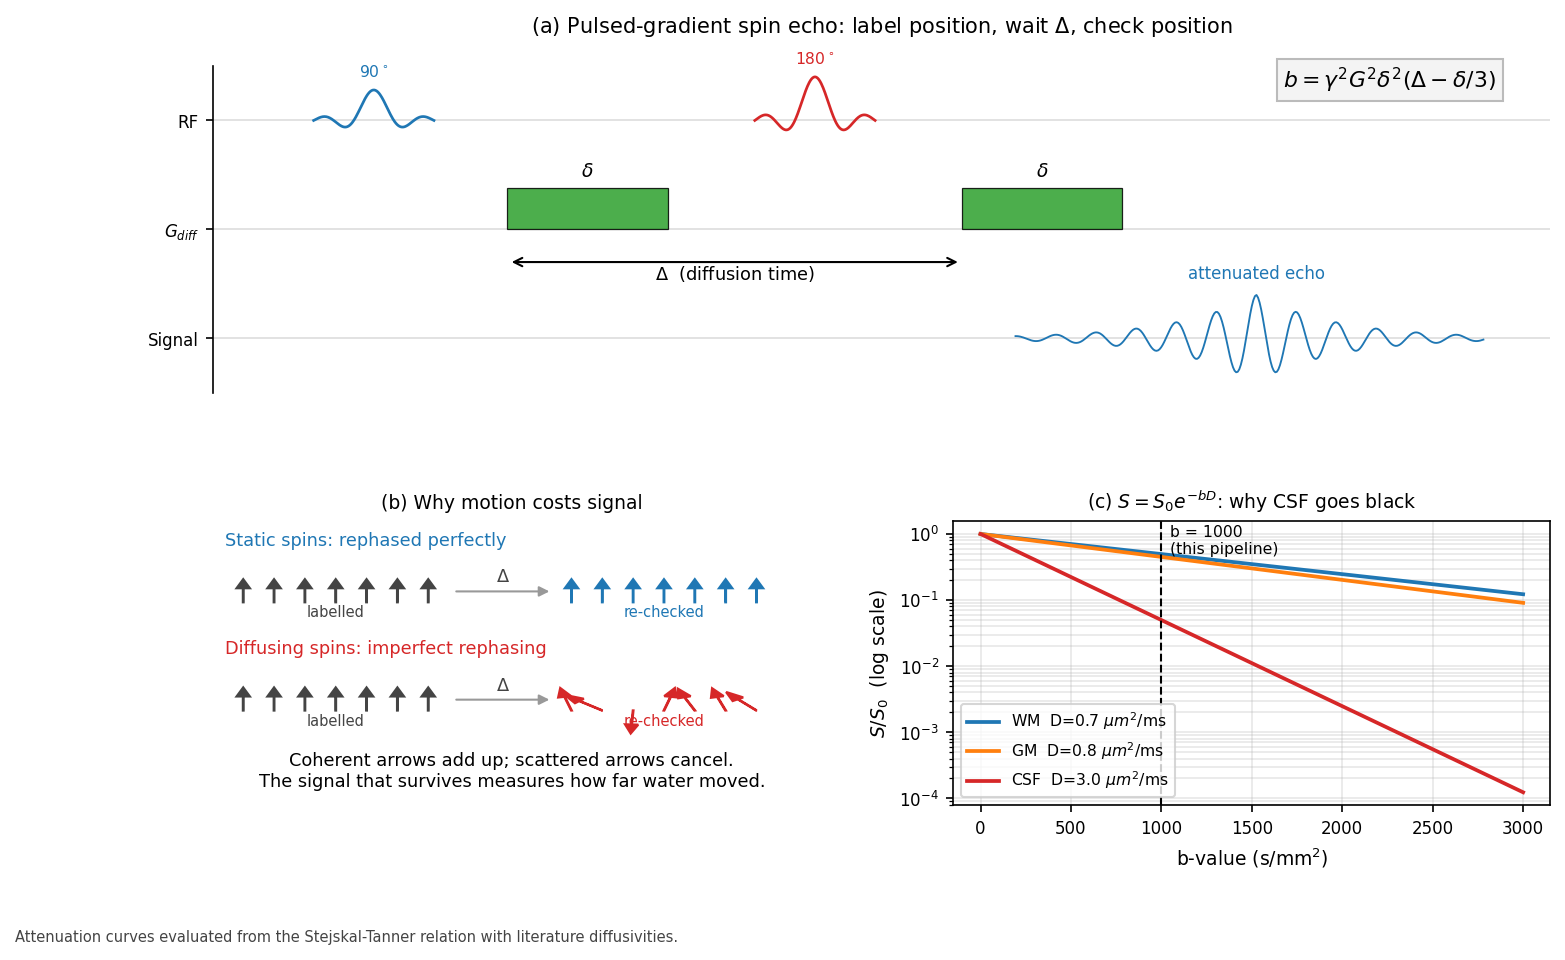 (a) Pulsed-gradient spin echo: label position, wait Δ, check position
90°
180°
b = γ²G²δ²(Δ − δ/3)
RF
δ
δ
G_diff
Δ (diffusion time)
attenuated echo
Signal
(b) Why motion costs signal
Static spins: rephased perfectly
Δ
labelled
re-checked
Diffusing spins: imperfect rephasing
Δ
labelled
re-checked
Coherent arrows add up; scattered arrows cancel.
The signal that survives measures how far water moved.
(c) S = S₀e⁻ᵇᴰ: why CSF goes black
b = 1000
(this pipeline)
10⁰
10⁻¹
10⁻²
10⁻³
10⁻⁴
S/S₀ (log scale)
WM D=0.7 μm²/ms
GM D=0.8 μm²/ms
CSF D=3.0 μm²/ms
0 500 1000 1500 2000 2500 3000
b-value (s/mm²)
Attenuation curves evaluated from the Stejskal-Tanner relation with literature diffusivities.